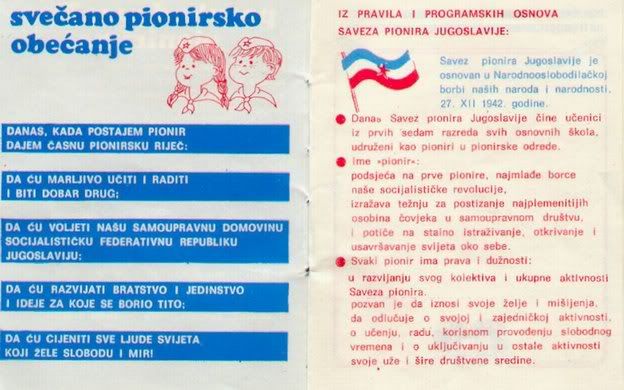 svečano pionirsko
obećanje
DANAS, KADA POSTAJEM PIONIR
DAJEM ČASNU PIONIRSKU RIJEČ:
DA ĆU MARLJIVO UČITI I RADITI
I BITI DOBAR DRUG;
DA ĆU VOLJETI NAŠU SAMOUPRAVNU DOMOVINU
SOCIJALISTIČKU FEDERATIVNU REPUBLIKU
JUGOSLAVIJU;
DA ĆU RAZVIJATI BRATSTVO I JEDINSTVO
I IDEJE ZA KOJE SE BORIO TITO;
DA ĆU CIJENITI SVE LJUDE SVIJETA
KOJI ŽELE SLOBODU I MIR!
IZ PRAVILA I PROGRAMSKIH OSNOVA
SAVEZA PIONIRA JUGOSLAVIJE:
Savez pionira Jugoslavije je
osnovan u Narodnooslobodilačkoj
borbi naših naroda i narodnosti,
27. XII 1942. godine.
Danas Savez pionira Jugoslavije čine učenici
iz prvih sedam razreda svih osnovnih škola,
udruženi kao pioniri u pionirske odrede.
Ime »pionir«:
podsjeća na prve pionire, najmlađe borce
naše socijalističke revolucije,
izražava težnju za postizanje najplemenitijih
osobina čovjeka u samoupravnom društvu,
i potiče na stalno istraživanje, otkrivanje i
usavršavanje svijeta oko sebe.
Svaki pionir ima prava i dužnosti:
u razvijanju svog kolektiva i ukupne aktivnosti
Saveza pionira.
pozvan je da iznosi svoje želje i mišijenja,
da odlučuje o svojoj i zajedničkoj aktivnosti,
o učenju, radu, korisnom provođenju slobodnog
vremena i o uključivanju u ostale aktivnosti
svoje uže i šire društvene sredine.